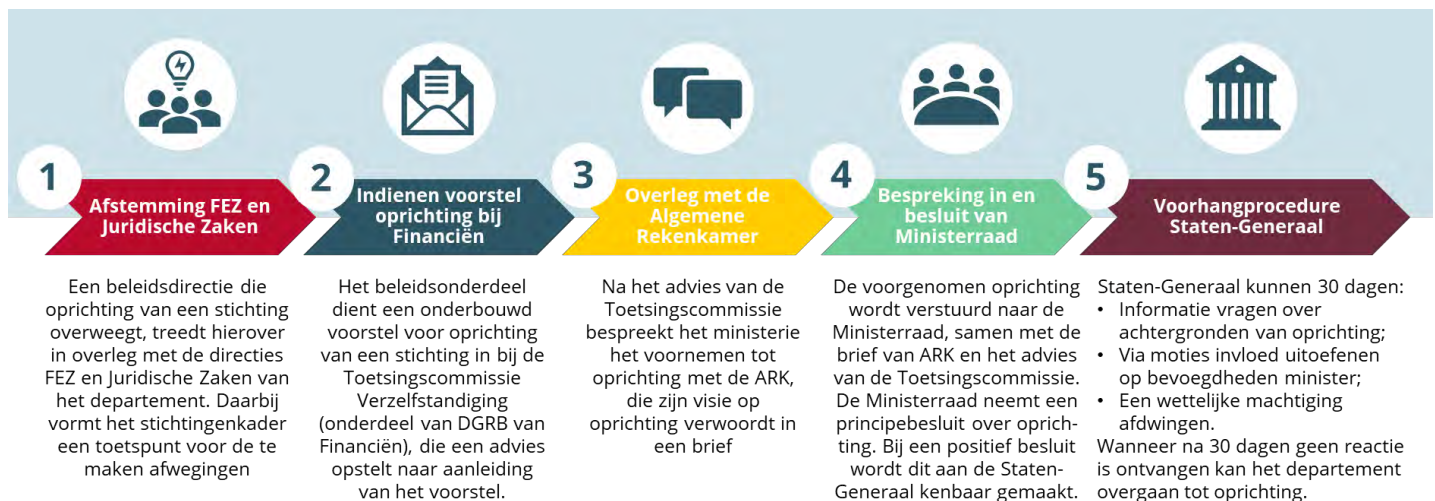 1
Afstemming FEZ en
Juridische Zaken
Een beleidsdirectie die
oprichting van een stichting
overweegt, treedt hierover
in overleg met de directies
FEZ en Juridische Zaken van
het departement. Daarbij
vormt het stichtingenkader
een toetspunt voor de te
maken afwegingen
2
Indienen voorstel
oprichting bij
Financiën
Het beleidsonderdeel
dient een onderbouwd
voorstel voor oprichting
van een stichting in bij de
Toetsingscommissie
Verzelfstandiging
(onderdeel van DGRB van
Financiën), die een advies
opstelt naar aanleiding
van het voorstel.
3
Overleg met de
Algemene
Rekenkamer
Na het advies van de
Toetsingscommissie
bespreekt het ministerie
het voornemen tot
oprichting met de ARK,
die zijn visie op
oprichting verwoordt in
een brief
4
Bespreking in en
besluit van
Ministerraad
De voorgenomen oprichting
wordt verstuurd naar de
Ministerraad, samen met de
brief van ARK en het advies
van de Toetsingscommissie.
De Ministerraad neemt een
principebesluit over oprich-
ting. Bij een positief besluit
wordt dit aan de Staten-
Generaal kenbaar gemaakt.
5
Voorhangprocedure
Staten-Generaal
Staten-Generaal kunnen 30 dagen:
• Informatie vragen over
achtergronden van oprichting;
• Via moties invloed uitoefenen
op bevoegdheden minister;
• Een wettelijke machtiging
afdwingen.
Wanneer na 30 dagen geen reactie
is ontvangen kan het departement
overgaan tot oprichting.